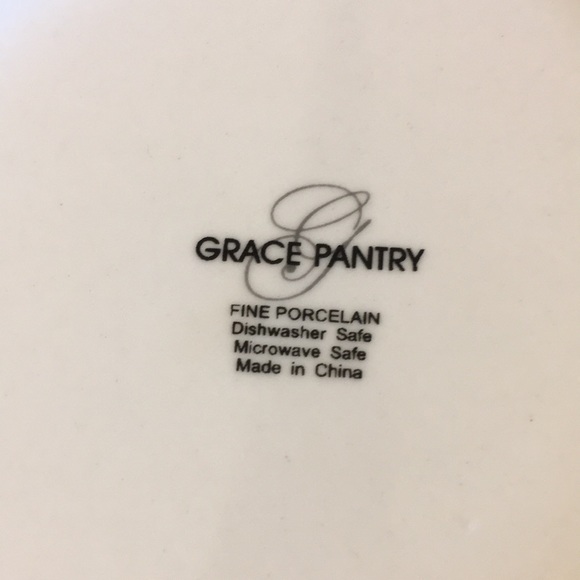 G
GRACE PANTRY
FINE PORCELAIN
Dishwasher Safe
Microwave Safe
Made in China